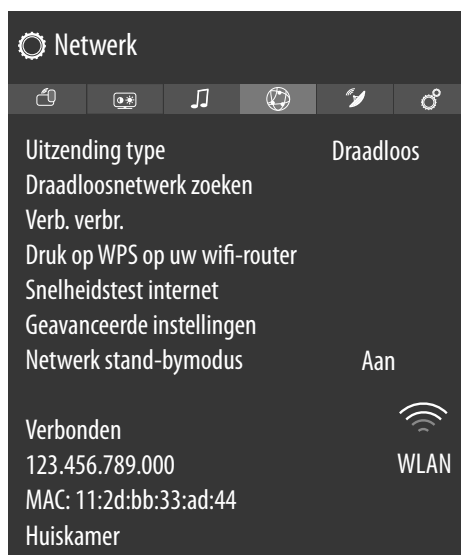 Netwerk
Uitzending type Draadloos
Draadloosnetwerk zoeken
Verb. verbr.
Druk op WPS op uw wifi-router
Snelheidstest internet
Geavanceerde instellingen
Netwerk stand-bymodus Aan
Verbonden
123.456.789.000 WLAN
MAC: 11:2d:bb:33:ad:44
Huiskamer